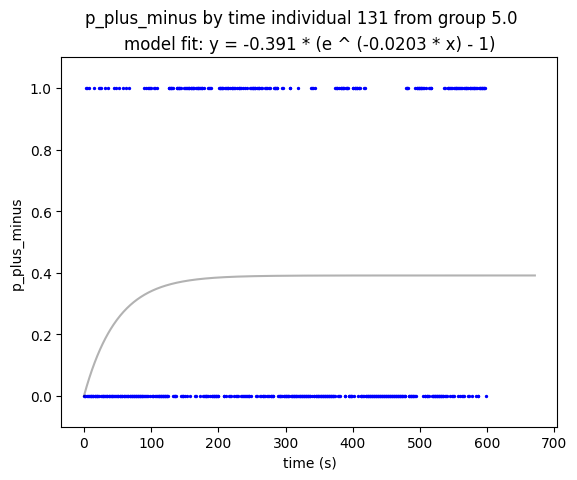 p_plus_minus by time individual 131 from group 5.0
model fit: y = -0.391 * (e ^ (-0.0203 * x) - 1)
1.0
0.8
0.6
0.4
0.2
0.0
p_plus_minus
0 100 200 300 400 500 600 700
time (s)